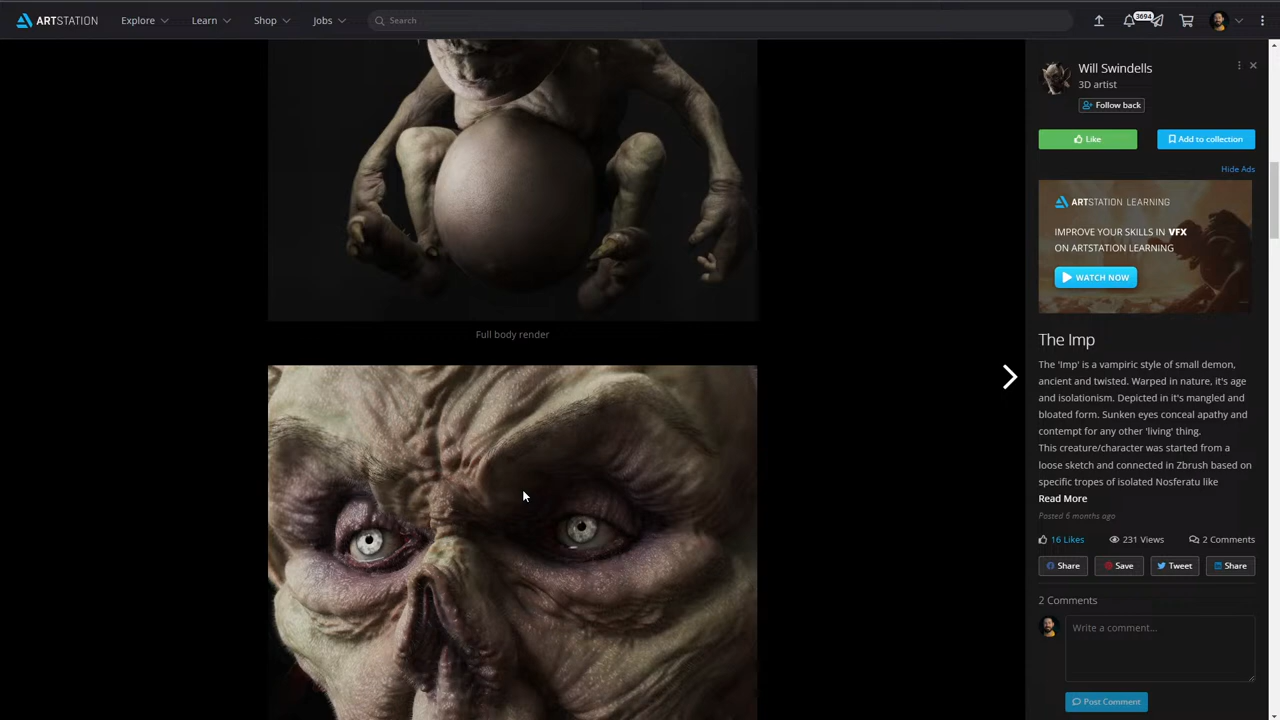 ARTSTATION Explore Learn Shop Jobs Search 3694
Will Swindells
3D artist
Follow back
Like Add to collection
Hide Ads
ARTSTATION LEARNING
IMPROVE YOUR SKILLS IN VFX
ON ARTSTATION LEARNING
WATCH NOW
Full body render
The Imp
The 'Imp' is a vampiric style of small demon,
ancient and twisted. Warped in nature, it's age
and isolationism. Depicted in it's mangled and
bloated form. Sunken eyes conceal apathy and
contempt for any other 'living' thing.
This creature/character was started from a
loose sketch and connected in Zbrush based on
specific tropes of isolated Nosferatu like
Read More
Posted 6 months ago
16 Likes 231 Views 2 Comments
Share Save Tweet Share
2 Comments
Write a comment...
Post Comment